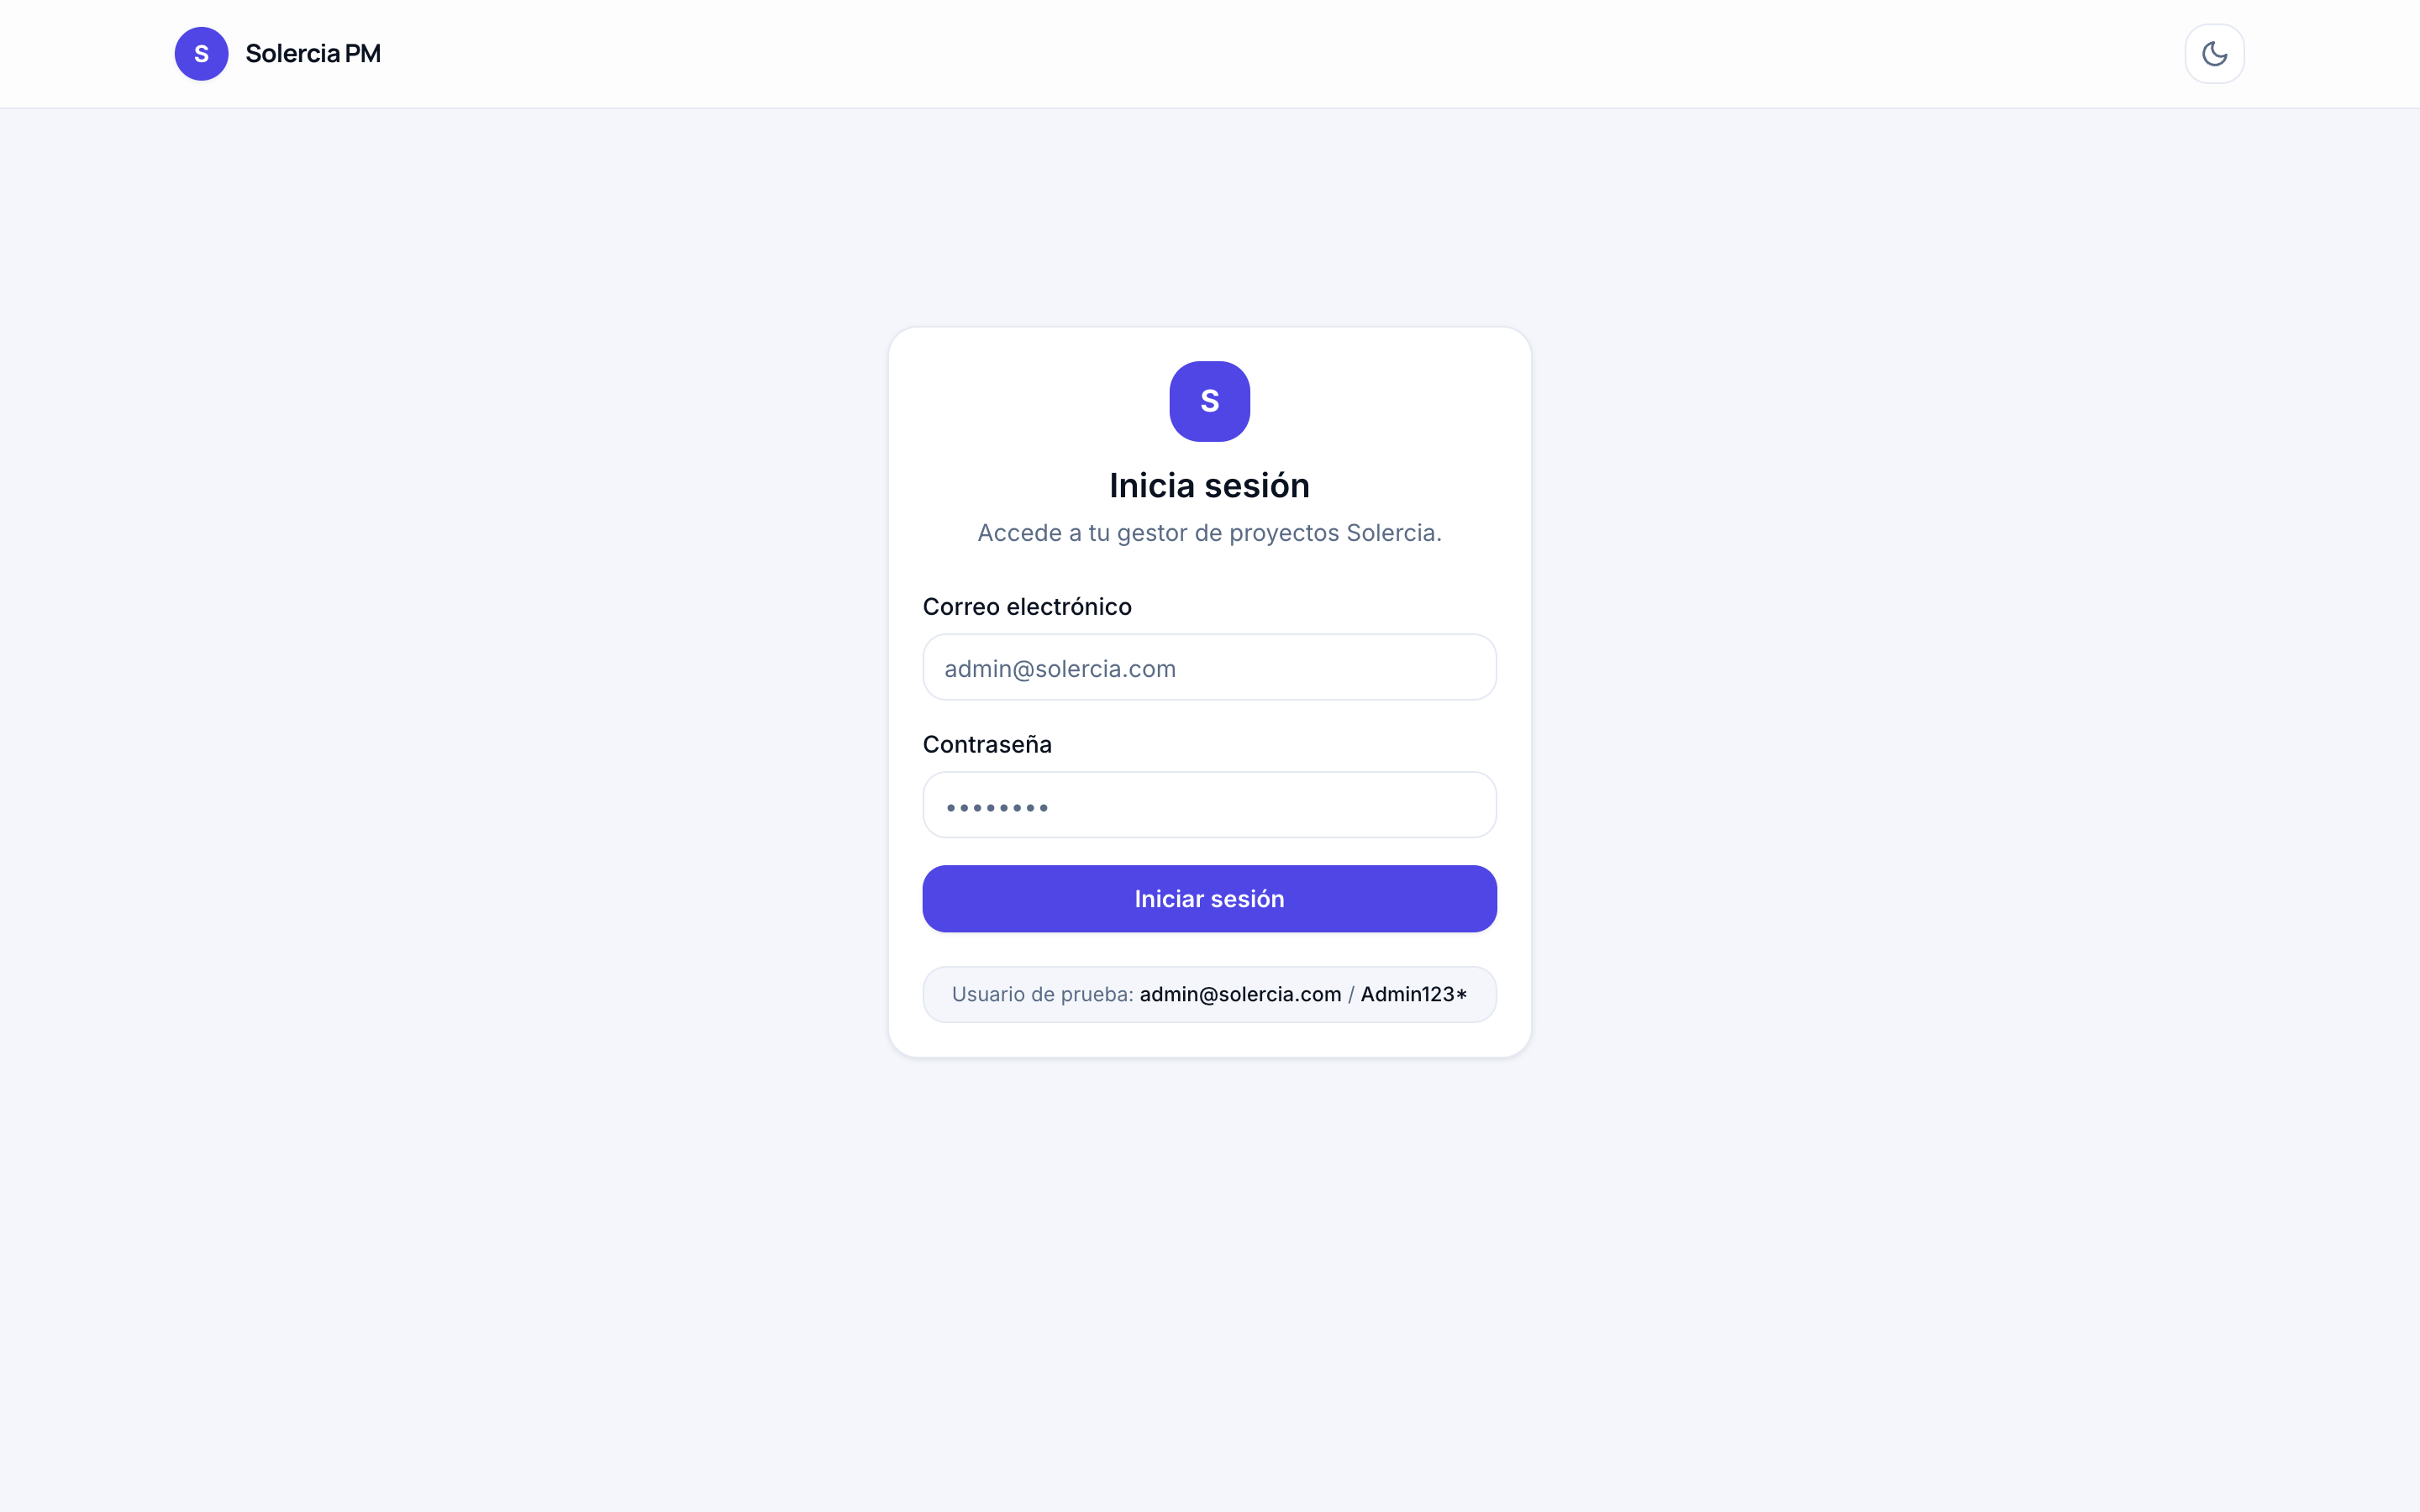 S Solercia PM
S
Inicia sesión
Accede a tu gestor de proyectos Solercia.
Correo electrónico
admin@solercia.com
Contraseña
••••••••
Iniciar sesión
Usuario de prueba: admin@solercia.com / Admin123*